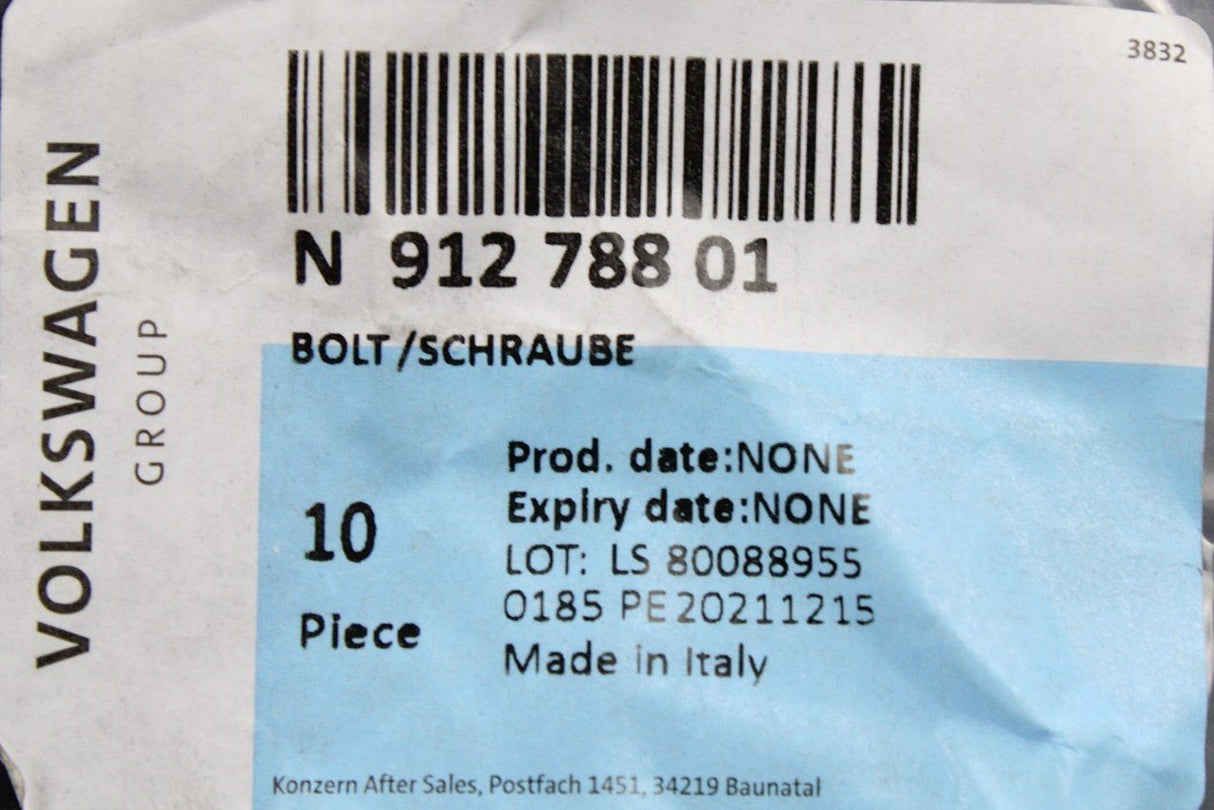 3832
VOLKSWAGEN
GROUP
N 912 788 01
BOLT/SCHRAUBE
10
Piece
Prod. date:NONE
Expiry date:NONE
LOT: LS 80088955
0185 PE20211215
Made in Italy
Konzern After Sales, Postfach 1451, 34219 Baunatal